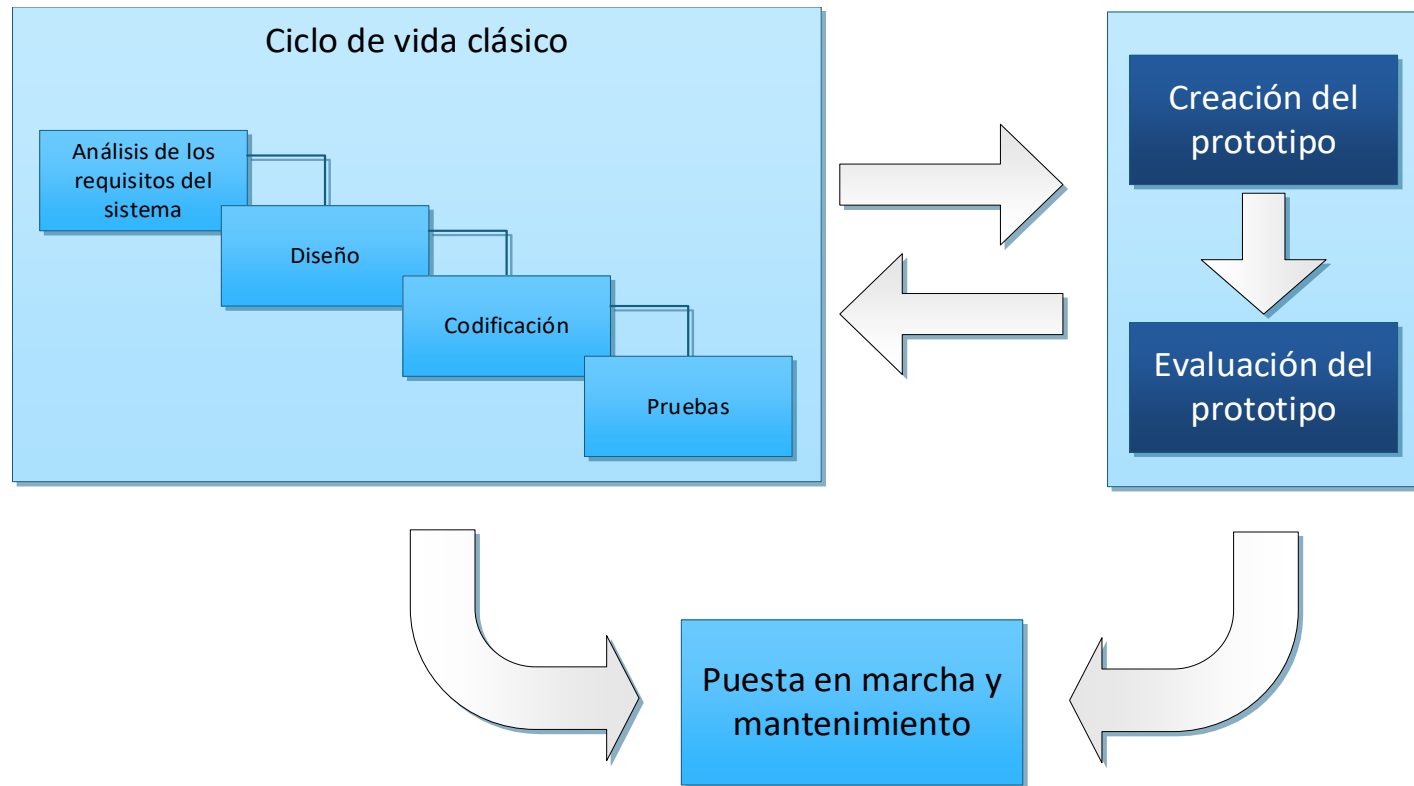 Ciclo de vida clásico
Análisis de los
requisitos del
sistema
Diseño
Codificación
Pruebas
Creación del
prototipo
Evaluación del
prototipo
Puesta en marcha y
mantenimiento